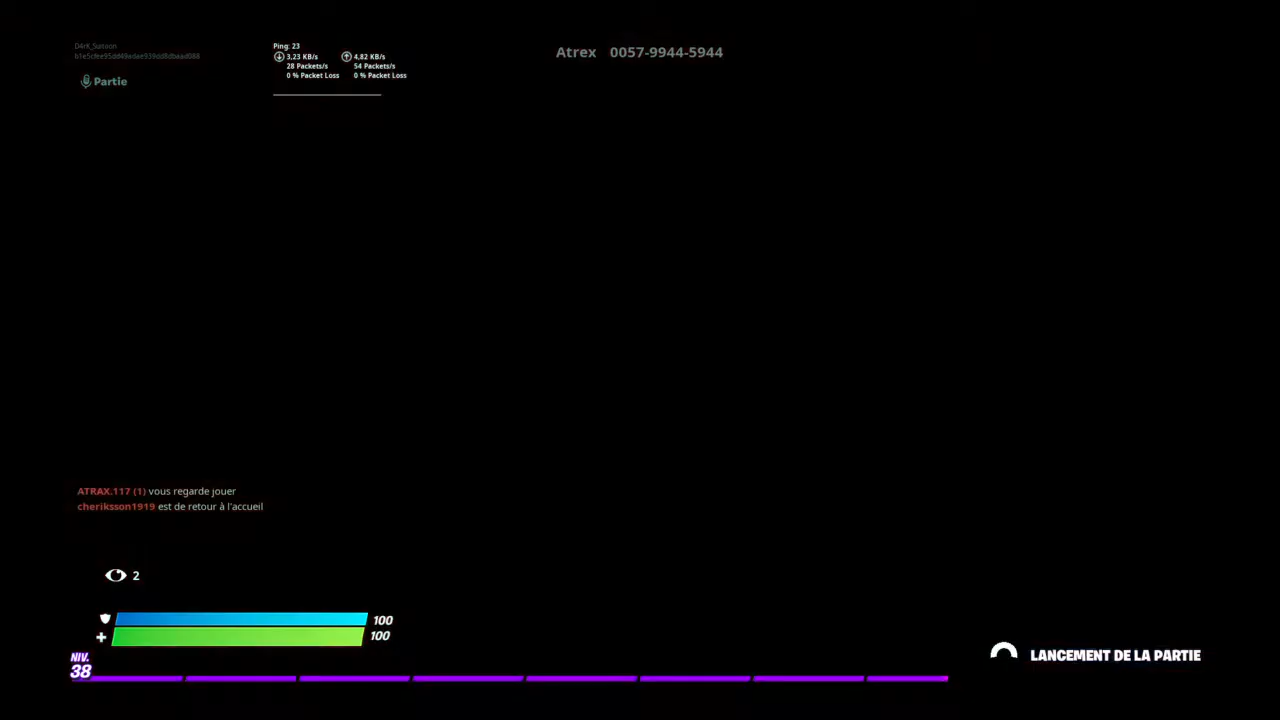 D4rK_Suiiiion
Partie
Ping: 23
3,23 KB/s 4,82 KB/s
28 Packets/s 54 Packets/s
0 % Packet Loss 0 % Packet Loss
Atrex 0057-9944-5944
ATRAX.117 (1) vous regarde jouer
cheriksson1919 est de retour à l'accueil
2
100
100
NIV.
38
LANCEMENT DE LA PARTIE